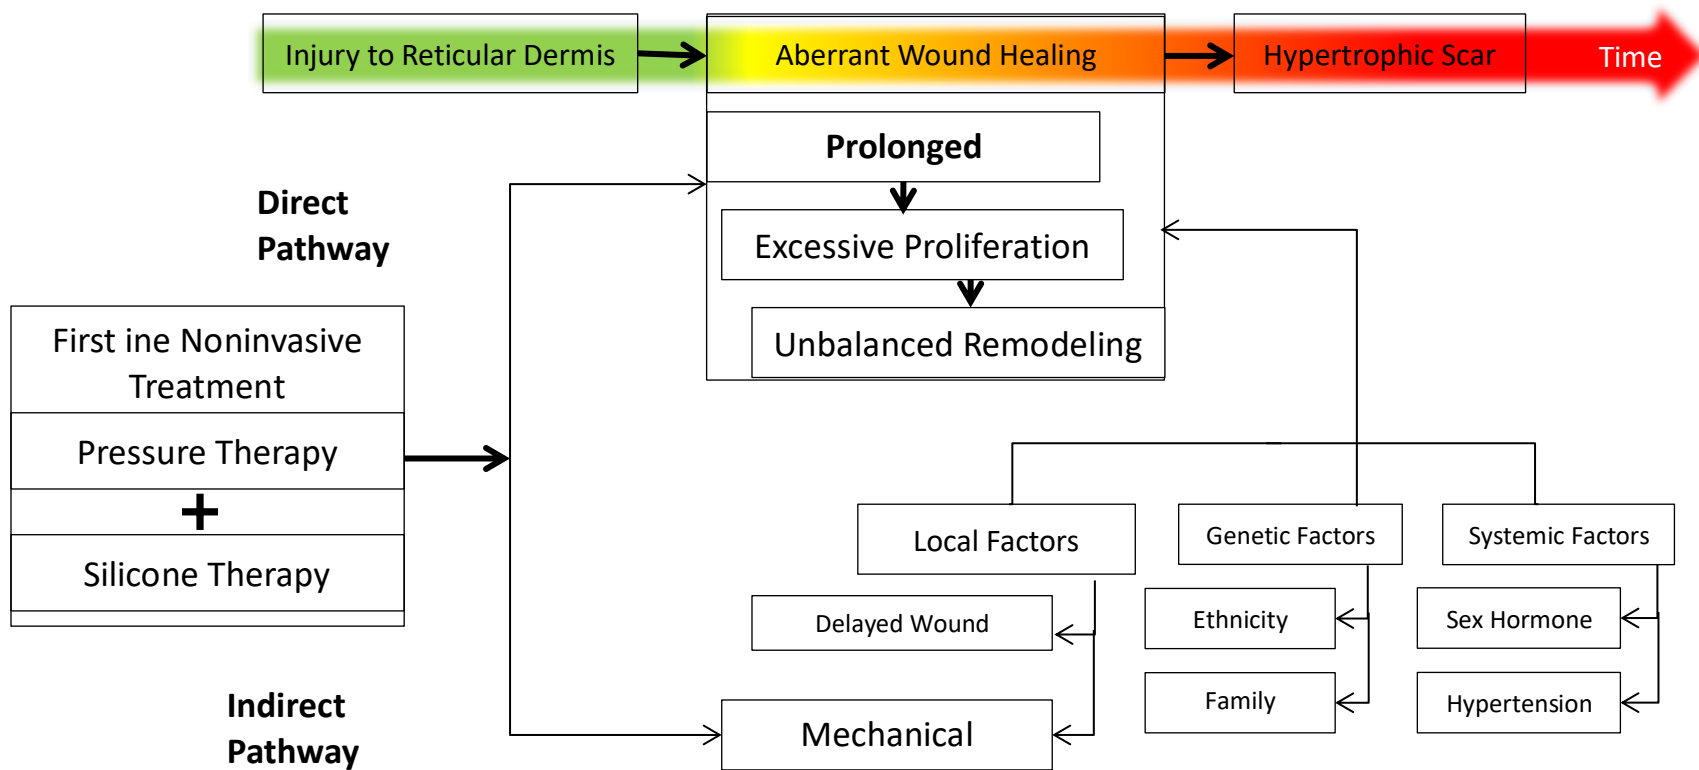 Injury to Reticular Dermis
Aberrant Wound Healing
Hypertrophic Scar
Time
Prolonged
Direct
Pathway
Excessive Proliferation
Unbalanced Remodeling
First ine Noninvasive
Treatment
Pressure Therapy
+
Silicone Therapy
Local Factors
Genetic Factors
Systemic Factors
Delayed Wound
Ethnicity
Sex Hormone
Mechanical
Family
Hypertension
Indirect
Pathway